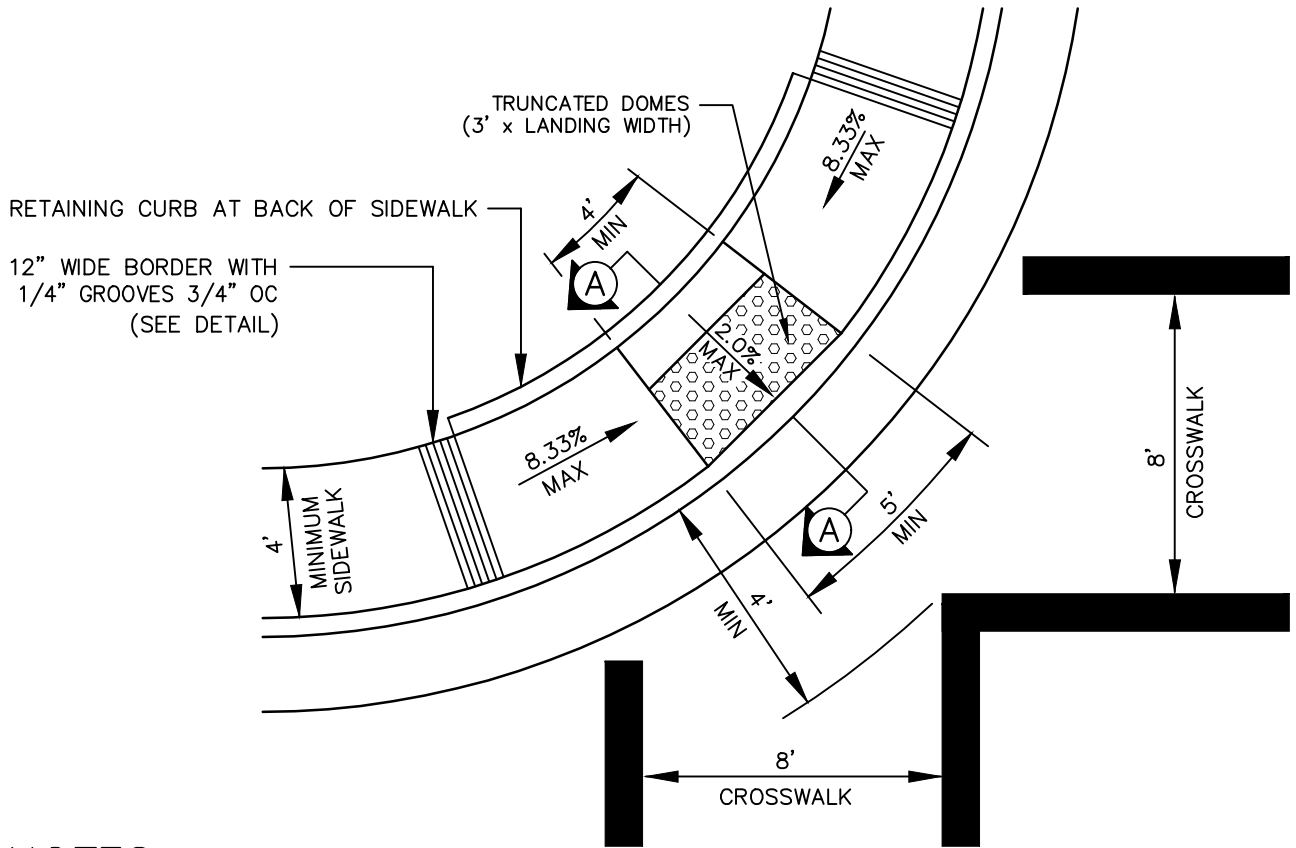 TRUNCATED DOMES
(3' x LANDING WIDTH)
8.33%
MAX
RETAINING CURB AT BACK OF SIDEWALK
4'
MIN
12" WIDE BORDER WITH
1/4" GROOVES 3/4" OC
(SEE DETAIL)
A
2.0%
MAX
8.33%
MAX
8'
CROSSWALK
5'
MIN
A
4'
MINIMUM
SIDEWALK
4'
MIN
8'
CROSSWALK